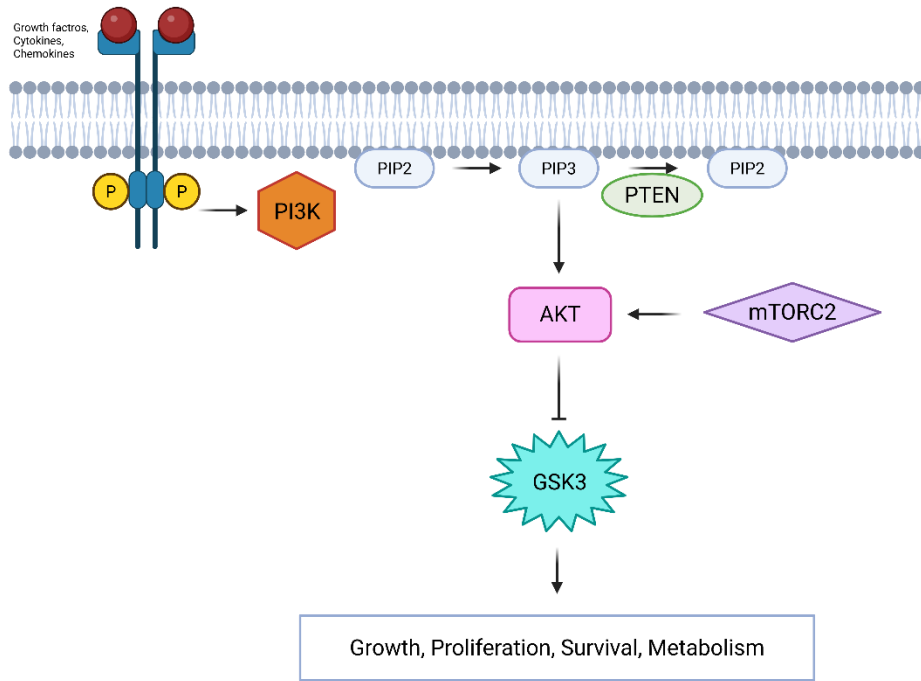 Growth factros,
Cytokines,
Chemokines
P
P
PI3K
PIP2
PIP3
PIP2
PTEN
AKT
mTORC2
GSK3
Growth, Proliferation, Survival, Metabolism